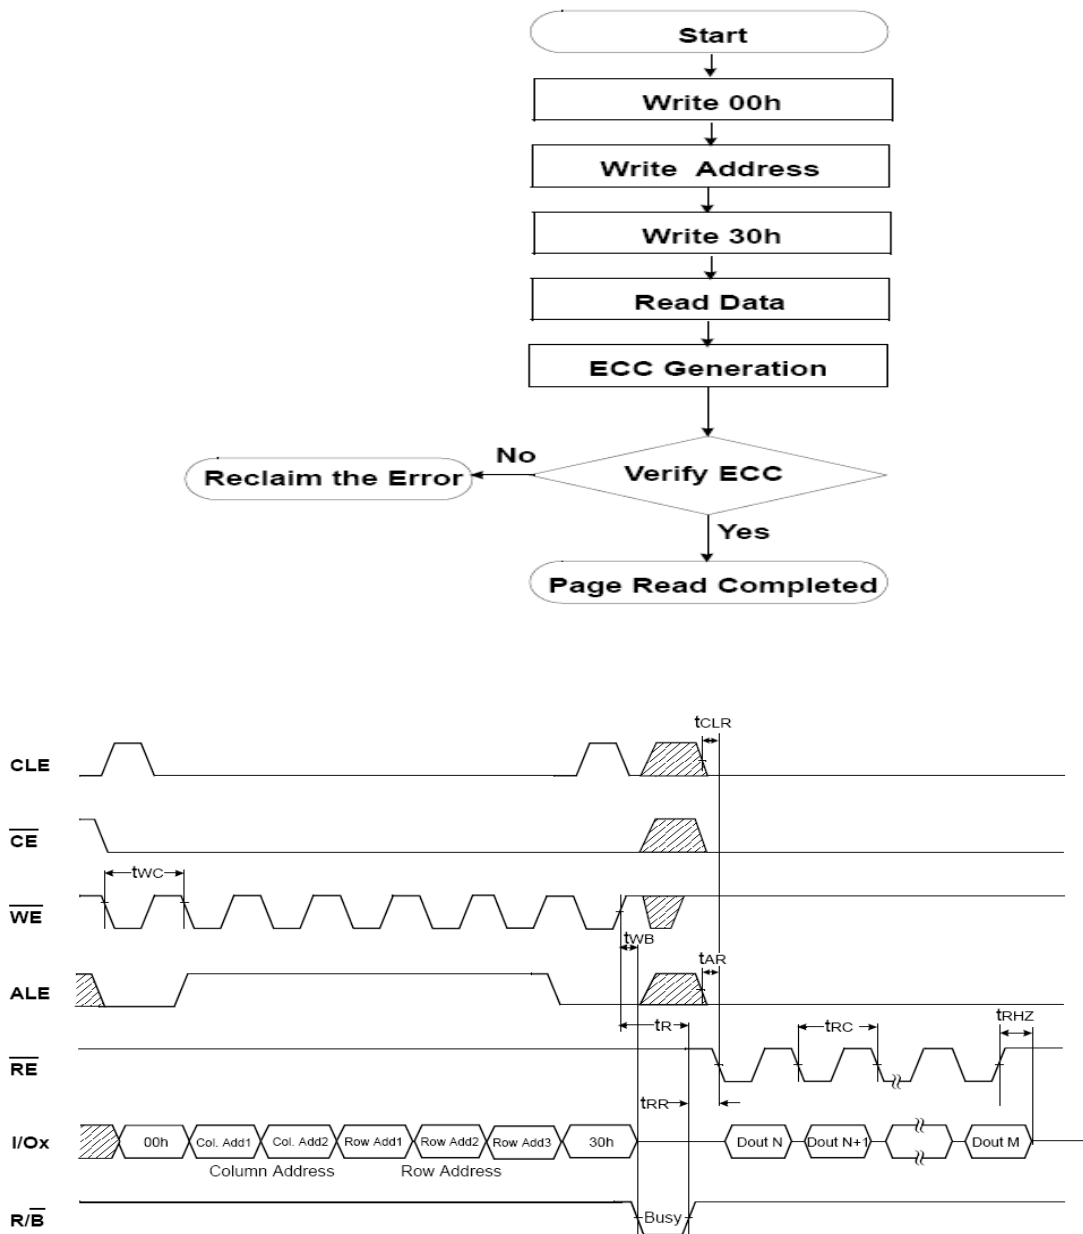 Start
Write 00h
Write Address
Write 30h
Read Data
ECC Generation
Verify ECC
No
Reclaim the Error
Yes
Page Read Completed
tCLR
CLE
CE
tWC
WE
tWB
tAR
ALE
tR
tRC
tRHZ
RE
tRR
I/Ox
00h
Col. Add1
Col. Add2
Row Add1
Row Add2
Row Add3
30h
Dout N
Dout N+1
Dout M
Column Address
Row Address
R/B
Busy